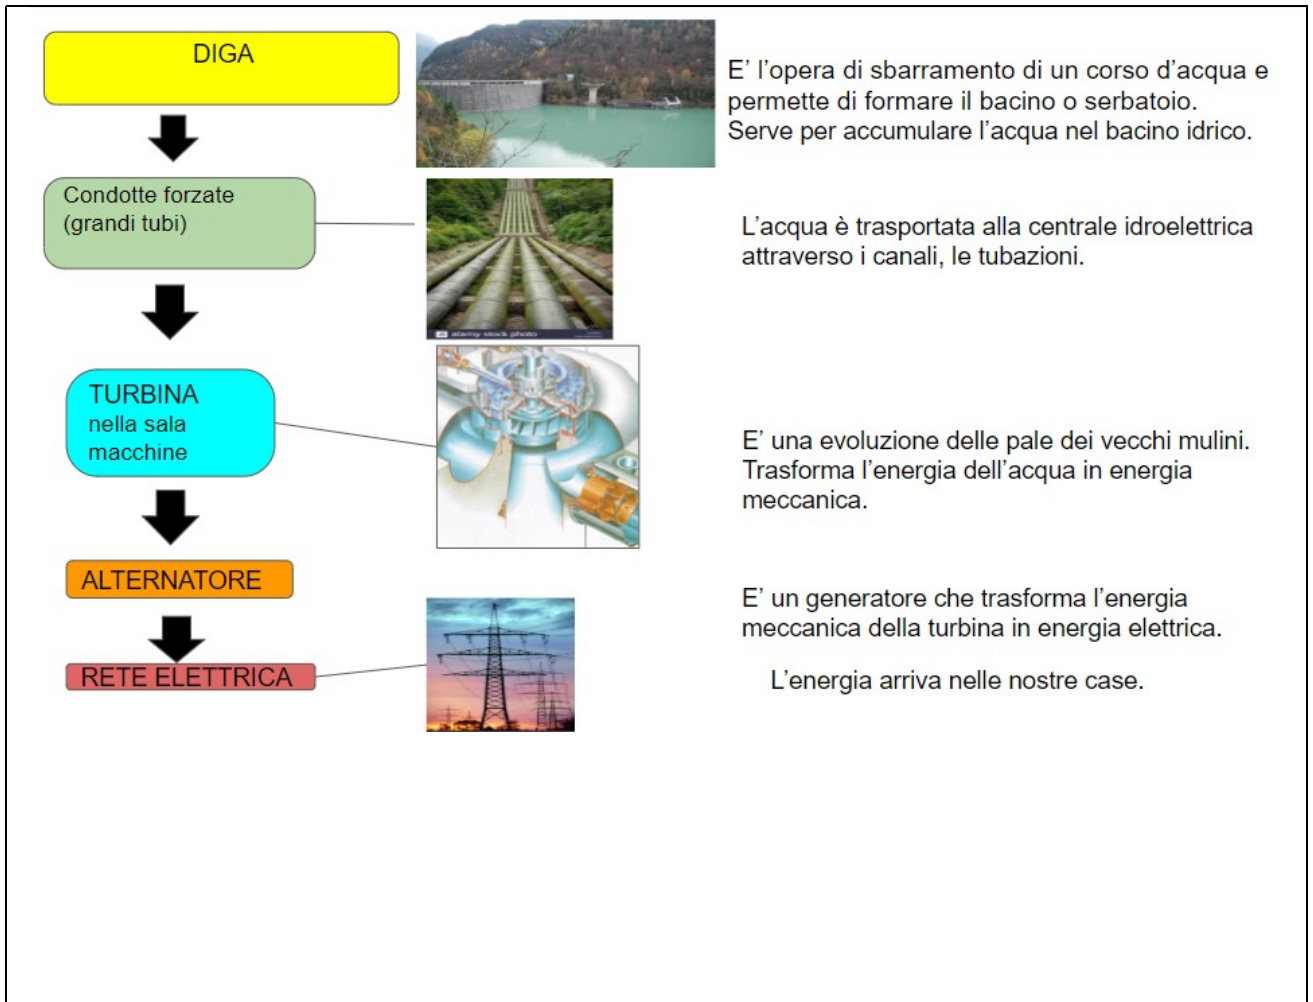 DIGA
E’ l’opera di sbarramento di un corso d’acqua e
permette di formare il bacino o serbatoio.
Serve per accumulare l’acqua nel bacino idrico.
Condotte forzate
(grandi tubi)
L’acqua è trasportata alla centrale idroelettrica
attraverso i canali, le tubazioni.
alamy stock photo
TURBINA
nella sala
macchine
E’ una evoluzione delle pale dei vecchi mulini.
Trasforma l’energia dell’acqua in energia
meccanica.
ALTERNATORE
E’ un generatore che trasforma l’energia
meccanica della turbina in energia elettrica.
RETE ELETTRICA
L’energia arriva nelle nostre case.